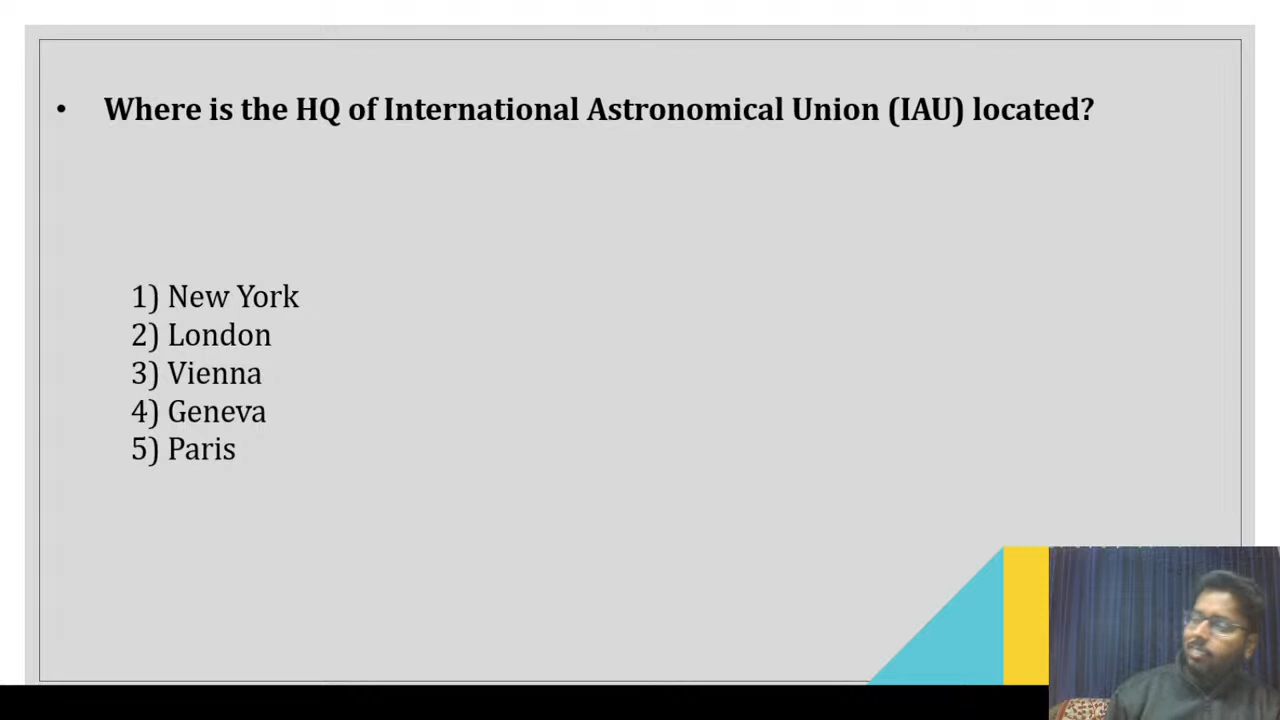 • Where is the HQ of International Astronomical Union (IAU) located?
1) New York
2) London
3) Vienna
4) Geneva
5) Paris